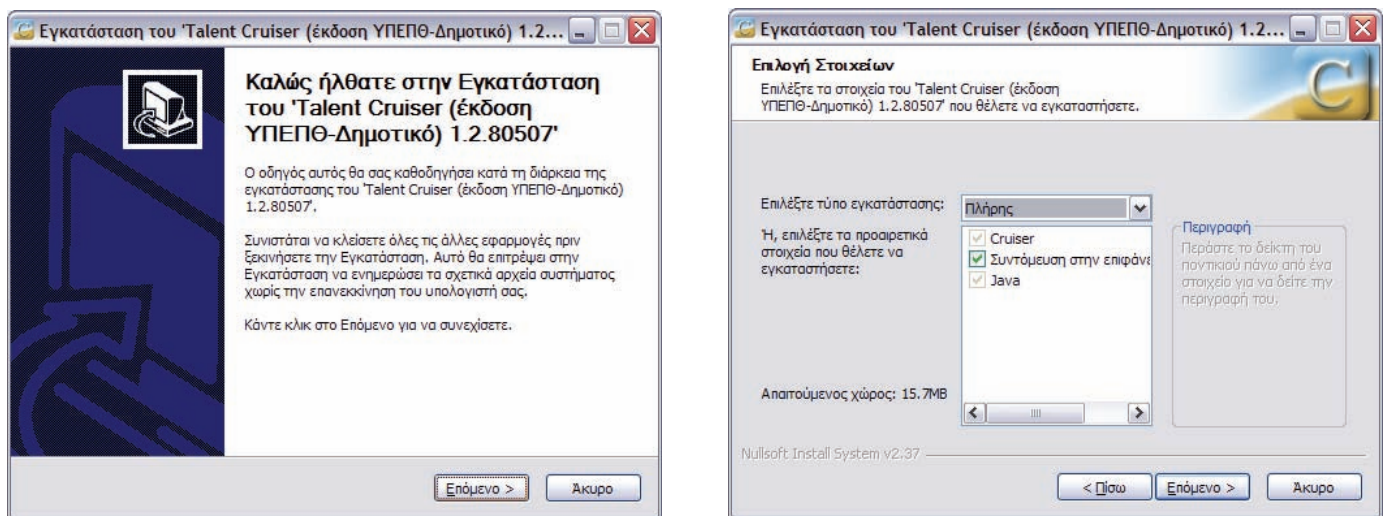 Εγκατάσταση του 'Talent Cruiser (έκδοση ΥΠΕΠΘ-Δημοτικό) 1.2...
Καλώς ήλθατε στην Εγκατάσταση
του 'Talent Cruiser (έκδοση
ΥΠΕΠΘ-Δημοτικό) 1.2.80507'
Ο οδηγός αυτός θα σας καθοδηγήσει κατά τη διάρκεια της
εγκατάστασης του 'Talent Cruiser (έκδοση ΥΠΕΠΘ-Δημοτικό)
1.2.80507'.
Συνιστάται να κλείσετε όλες τις άλλες εφαρμογές πριν
ξεκινήσετε την Εγκατάσταση. Αυτό θα επιτρέψει στην
Εγκατάσταση να ενημερώσει τα σχετικά αρχεία συστήματος
χωρίς την επανεκκίνηση του υπολογιστή σας.
Κάντε κλικ στο Επόμενο για να συνεχίσετε.
Επόμενο >
Άκυρο
Εγκατάσταση του 'Talent Cruiser (έκδοση ΥΠΕΠΘ-Δημοτικό) 1.2...
Επιλογή Στοιχείων
Επιλέξτε τα στοιχεία του 'Talent Cruiser (έκδοση
ΥΠΕΠΘ-Δημοτικό) 1.2.80507' που θέλετε να εγκαταστήσετε.
C
Επιλέξτε τύπο εγκατάστασης:
Πλήρης
Ή, επιλέξτε τα προαιρετικά
στοιχεία που θέλετε να
εγκαταστήσετε:
Cruiser
Συντόμευση στην επιφάνε
Java
Περιγραφή
Περάστε το δείκτη του
ποντικιού πάνω από ένα
στοιχείο για να δείτε την
περιγραφή του.
Απαιτούμενος χώρος: 15.7MB
Nullsoft Install System v2.37
< Πίσω
Επόμενο >
Άκυρο